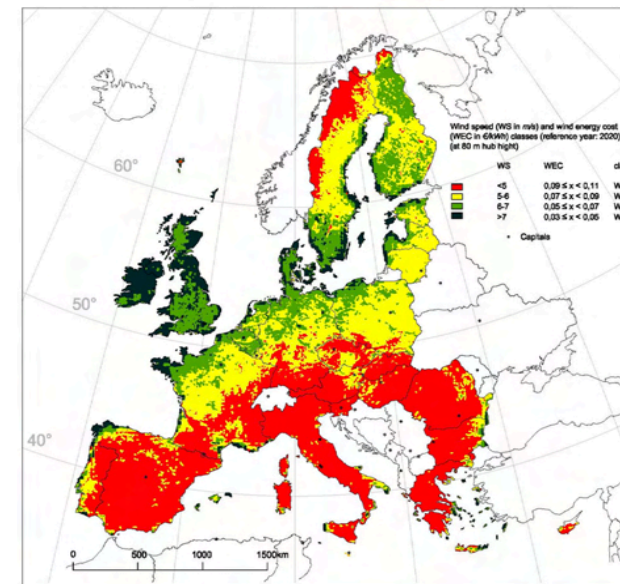 Wind speed (WS in m/s) and wind energy cost
(WEC in €/kWh) classes (reference year: 2020)
(at 80 m hub hight)
WS WEC cl
<5 0,09 ≤ x < 0,11 W
5-6 0,07 ≤ x < 0,09 W
6-7 0,05 ≤ x < 0,07 W
>7 0,03 ≤ x < 0,05 W
Capitals
60°
50°
40°
0 500 1000 1500km